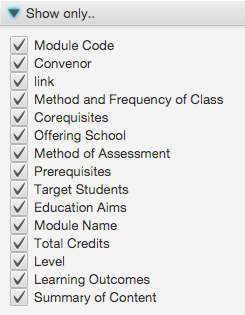 Show only..
Module Code
Convenor
link
Method and Frequency of Class
Corequisites
Offering School
Method of Assessment
Prerequisites
Target Students
Education Aims
Module Name
Total Credits
Level
Learning Outcomes
Summary of Content